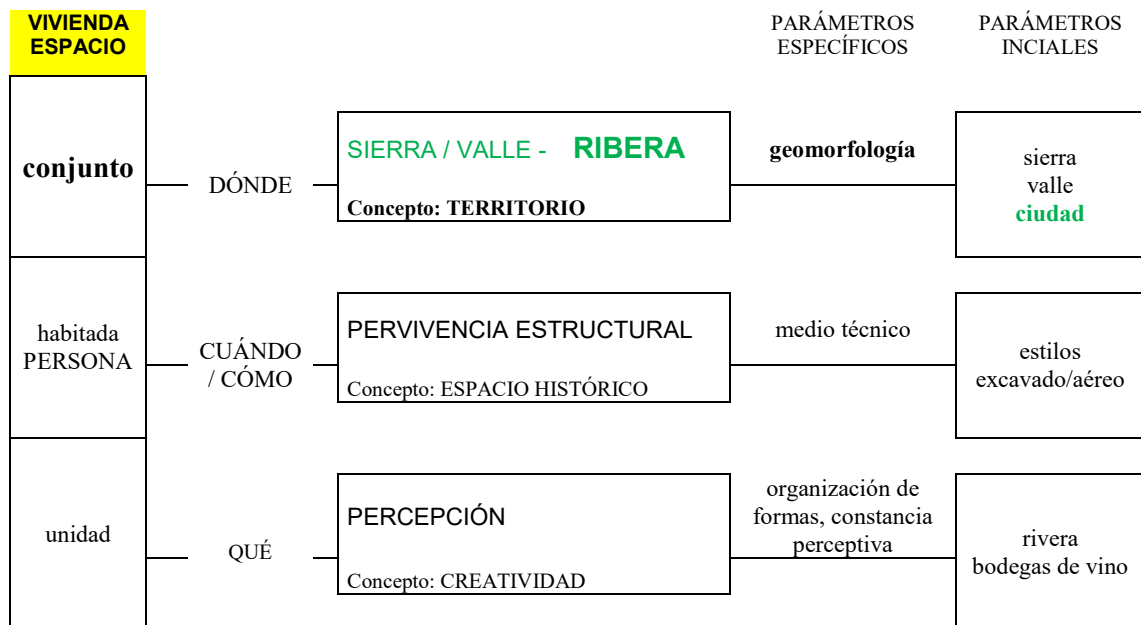 VIVIENDA
ESPACIO
PARÁMETROS
ESPECÍFICOS
PARÁMETROS
INCIALES
conjunto
DÓNDE
SIERRA / VALLE - RIBERA
Concepto: TERRITORIO
geomorfología
sierra
valle
ciudad
habitada
PERSONA
CUÁNDO
/ CÓMO
PERVIVENCIA ESTRUCTURAL
Concepto: ESPACIO HISTÓRICO
medio técnico
estilos
excavado/aéreo
unidad
QUÉ
PERCEPCIÓN
Concepto: CREATIVIDAD
organización de
formas, constancia
perceptiva
rivera
bodegas de vino